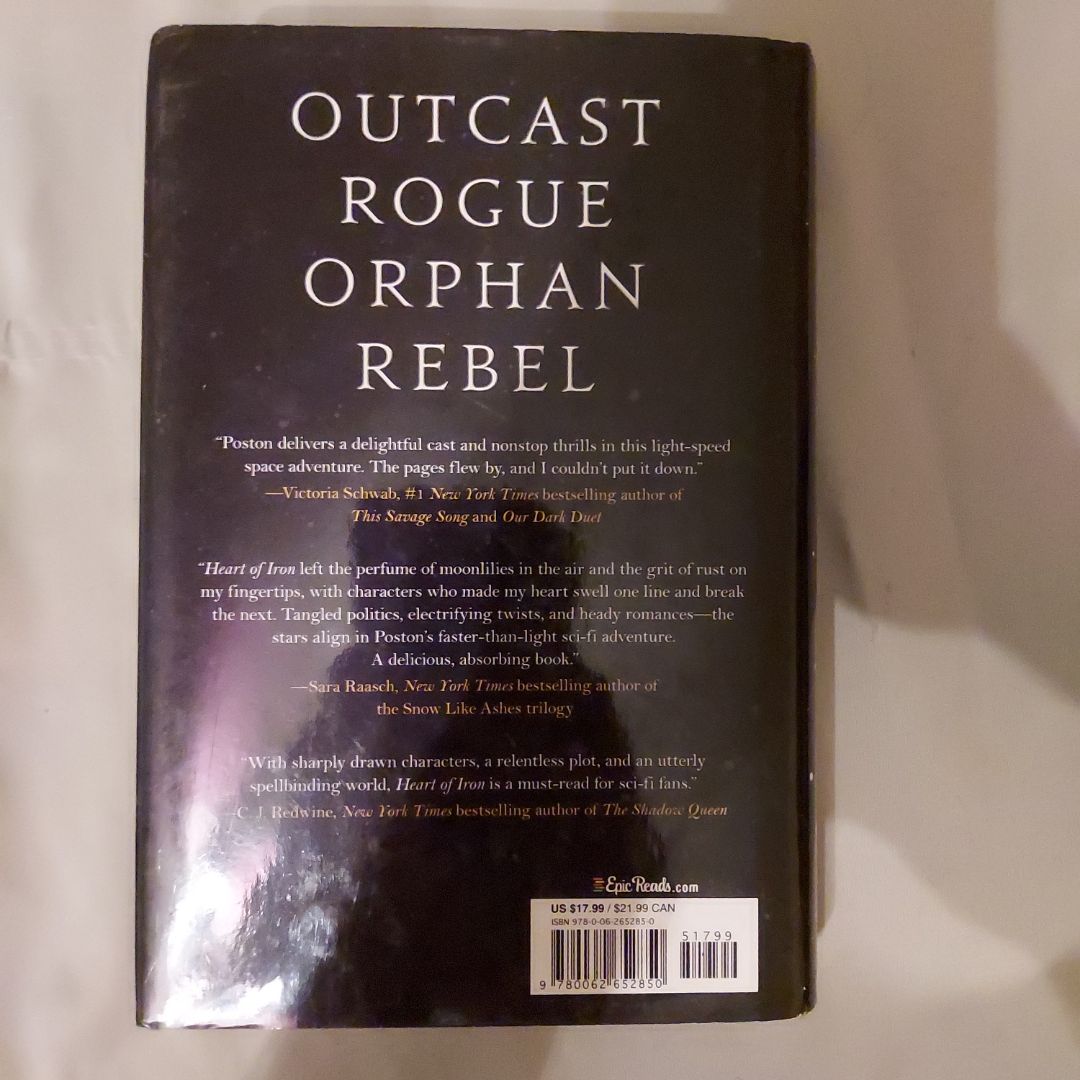 OUTCAST
ROGUE
ORPHAN
REBEL
“Poston delivers a delightful cast and nonstop thrills in this light-speed
space adventure. The pages flew by, and I couldn’t put it down.”
—Victoria Schwab, #1 New York Times bestselling author of
This Savage Song and Our Dark Duet
“Heart of Iron left the perfume of moonlilies in the air and the grit of rust on
my fingertips, with characters who made my heart swell one line and break
the next. Tangled politics, electrifying twists, and heady romances—the
stars align in Poston’s faster-than-light sci-fi adventure.
A delicious, absorbing book.”
—Sara Raasch, New York Times bestselling author of
the Snow Like Ashes trilogy
“With sharply drawn characters, a relentless plot, and an utterly
spellbinding world, Heart of Iron is a must-read for sci-fi fans.”
—C. J. Redwine, New York Times bestselling author of The Shadow Queen
EpicReads.com
US $17.99 / $21.99 CAN
ISBN 978-0-06-265285-0
51799
9 780062 652850